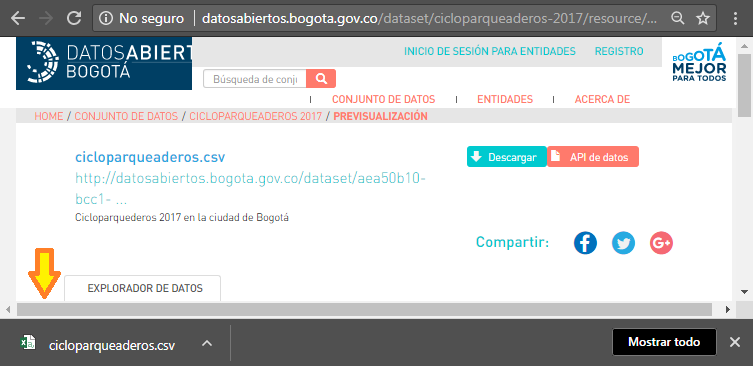 No seguro
datosabiertos.bogota.gov.co/dataset/cicloparqueaderos-2017/resource/...
DATOSABIERT
BOGOTÁ
INICIO DE SESIÓN PARA ENTIDADES
REGISTRO
BOGOTÁ
MEJOR
PARA TODOS
Búsqueda de conj
CONJUNTO DE DATOS
ENTIDADES
ACERCA DE
HOME / CONJUNTO DE DATOS / CICLOPARQUEADEROS 2017 / PREVISUALIZACIÓN
cicloparqueaderos.csv
Descargar
API de datos
http://datosabiertos.bogota.gov.co/dataset/aea50b10-
bcc1- ...
Cicloparquederos 2017 en la ciudad de Bogotá
Compartir:
EXPLORADOR DE DATOS
cicloparqueaderos.csv
Mostrar todo